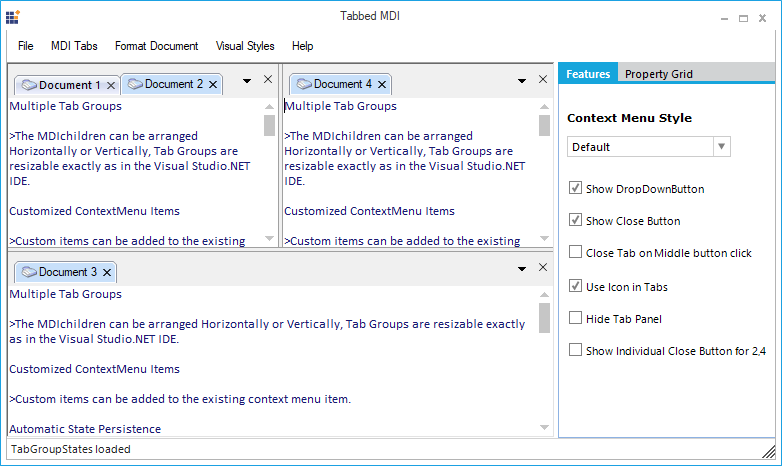 Tabbed MDI
File MDI Tabs Format Document Visual Styles Help
Document 1 Document 2
Multiple Tab Groups
>The MDIchildren can be arranged
Horizontally or Vertically, Tab Groups are
resizable exactly as in the Visual Studio.NET
IDE.
Customized ContextMenu Items
>Custom items can be added to the existing
Document 4
Multiple Tab Groups
>The MDIchildren can be arranged
Horizontally or Vertically, Tab Groups are
resizable exactly as in the Visual Studio.NET
IDE.
Customized ContextMenu Items
>Custom items can be added to the existing
Document 3
Multiple Tab Groups
>The MDIchildren can be arranged Horizontally or Vertically, Tab Groups are resizable exactly
as in the Visual Studio.NET IDE.
Customized ContextMenu Items
>Custom items can be added to the existing context menu item.
Automatic State Persistence
Features Property Grid
Context Menu Style
Default
Show DropDownButton
Show Close Button
Close Tab on Middle button click
Use Icon in Tabs
Hide Tab Panel
Show Individual Close Button for 2,4
TabGroupStates loaded